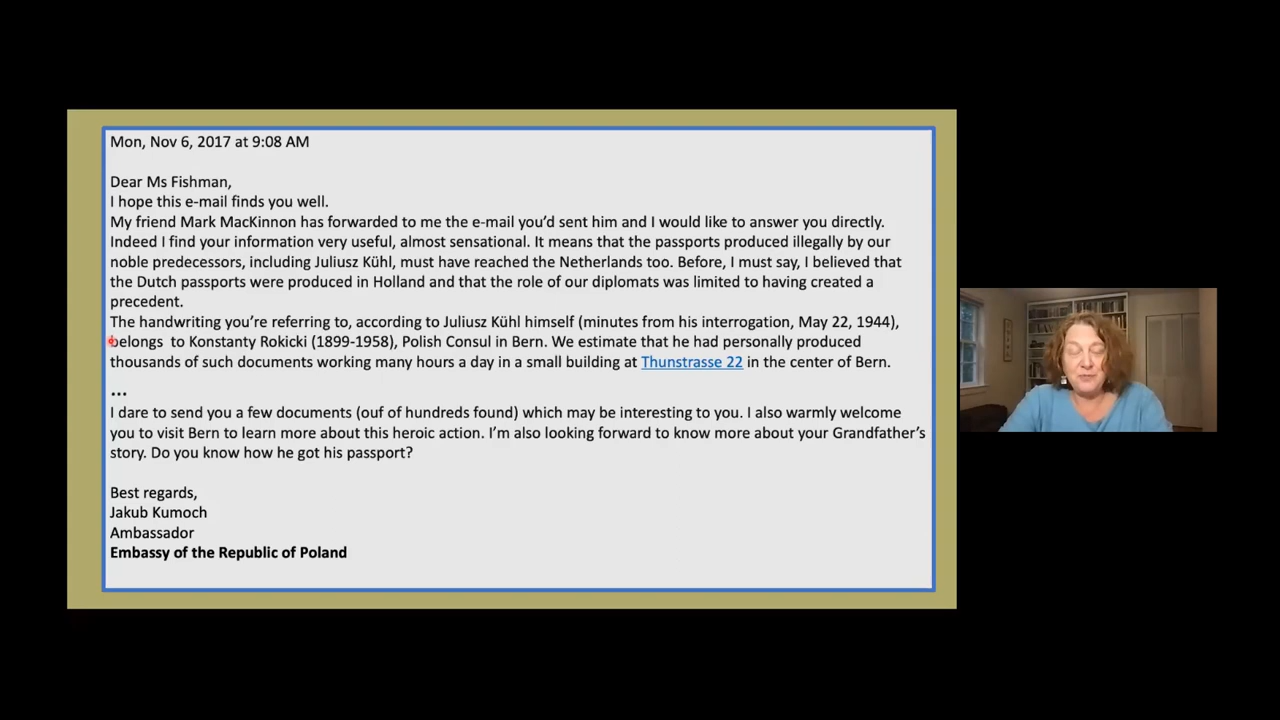 Mon, Nov 6, 2017 at 9:08 AM
Dear Ms Fishman,
I hope this e-mail finds you well.
My friend Mark MacKinnon has forwarded to me the e-mail you’d sent him and I would like to answer you directly.
Indeed I find your information very useful, almost sensational. It means that the passports produced illegally by our
noble predecessors, including Juliusz Kühl, must have reached the Netherlands too. Before, I must say, I believed that
the Dutch passports were produced in Holland and that the role of our diplomats was limited to having created a
precedent.
The handwriting you’re referring to, according to Juliusz Kühl himself (minutes from his interrogation, May 22, 1944),
belongs to Konstanty Rokicki (1899-1958), Polish Consul in Bern. We estimate that he had personally produced
thousands of such documents working many hours a day in a small building at Thunstrasse 22 in the center of Bern.
...
I dare to send you a few documents (ouf of hundreds found) which may be interesting to you. I also warmly welcome
you to visit Bern to learn more about this heroic action. I’m also looking forward to know more about your Grandfather’s
story. Do you know how he got his passport?
Best regards,
Jakub Kumoch
Ambassador
Embassy of the Republic of Poland